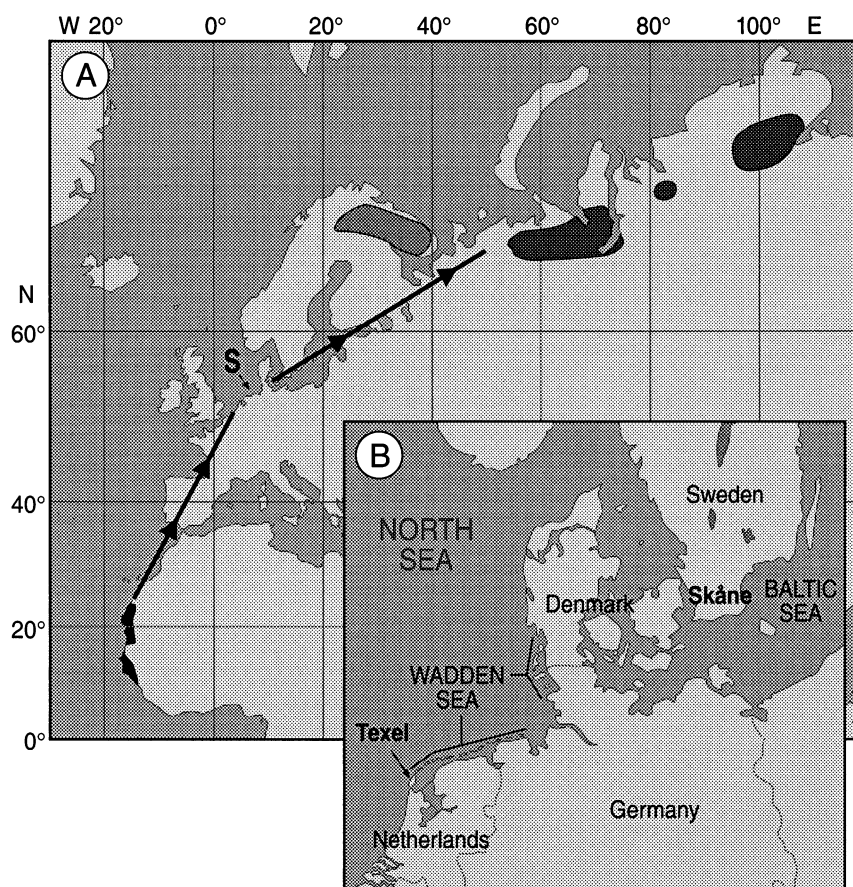 W 20° 0° 20° 40° 60° 80° 100° E
A
N
60°
S
40°
20°
0°
B
Sweden
NORTH
SEA
Skåne
BALTIC
SEA
Denmark
WADDEN
SEA
Texel
Germany
Netherlands